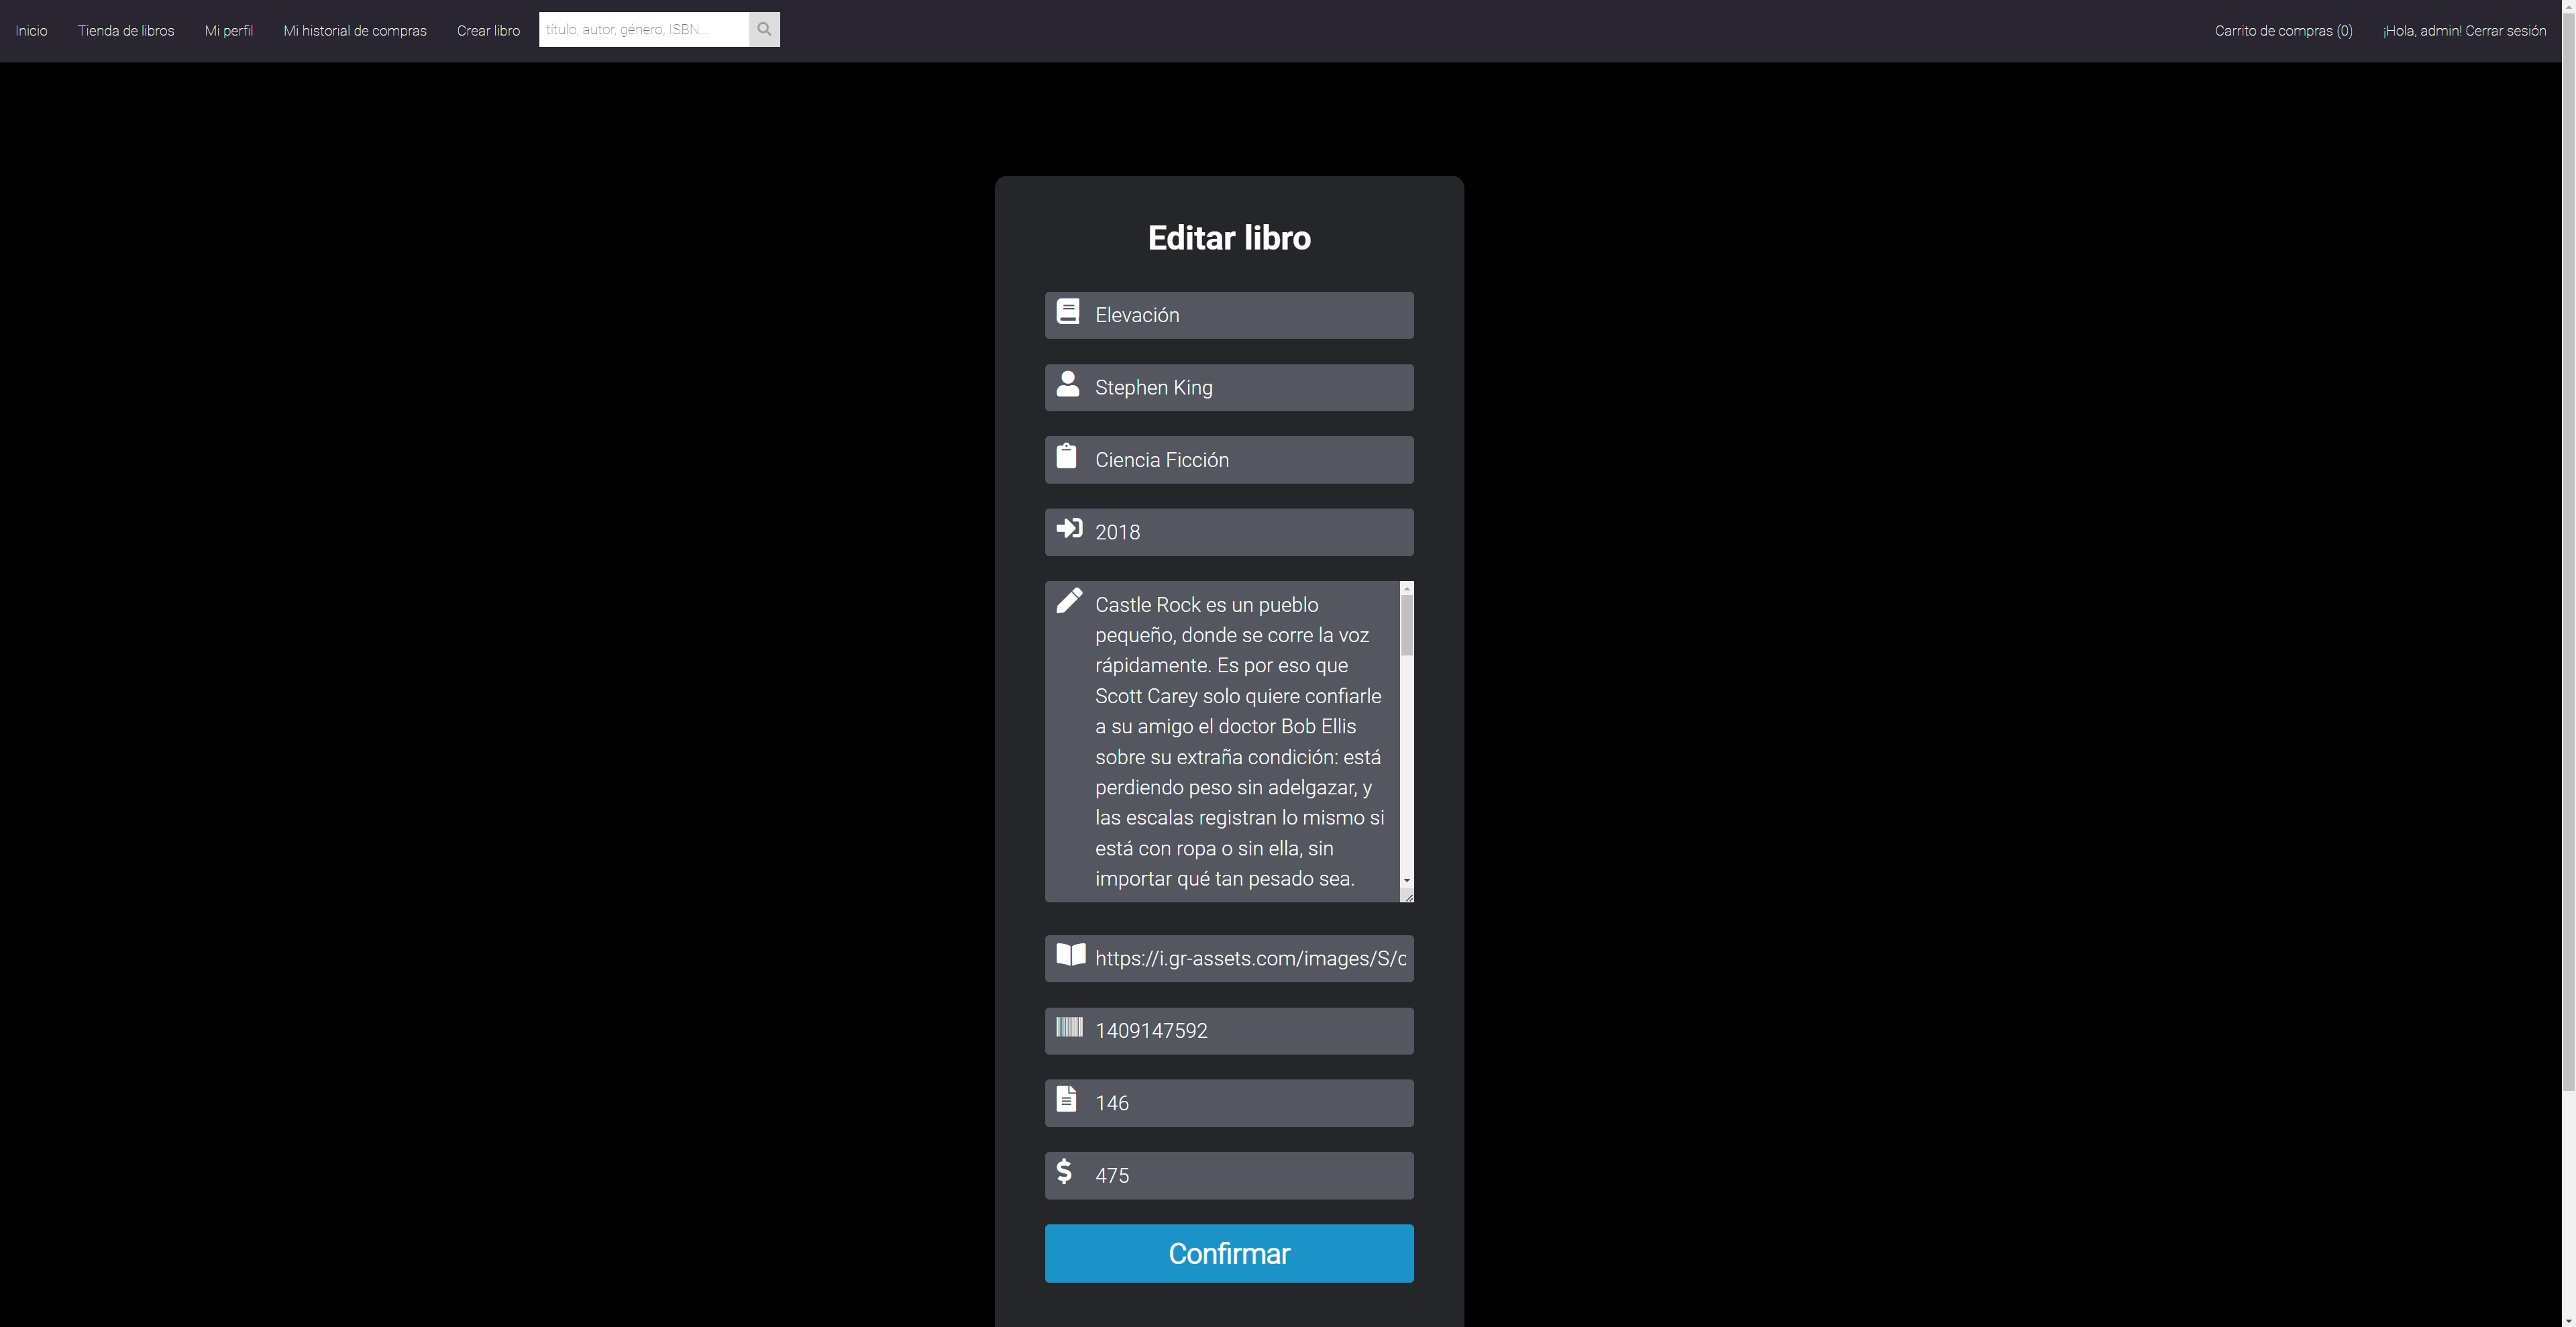 Inicio Tienda de libros Mi perfil Mi historial de compras Crear libro título, autor, género, ISBN... Carrito de compras (0) ¡Hola, admin! Cerrar sesión
Editar libro
Elevación
Stephen King
Ciencia Ficción
2018
Castle Rock es un pueblo
pequeño, donde se corre la voz
rápidamente. Es por eso que
Scott Carey solo quiere confiarle
a su amigo el doctor Bob Ellis
sobre su extraña condición: está
perdiendo peso sin adelgazar, y
las escalas registran lo mismo si
está con ropa o sin ella, sin
importar qué tan pesado sea.
https://i.gr-assets.com/images/S/c
1409147592
146
475
Confirmar